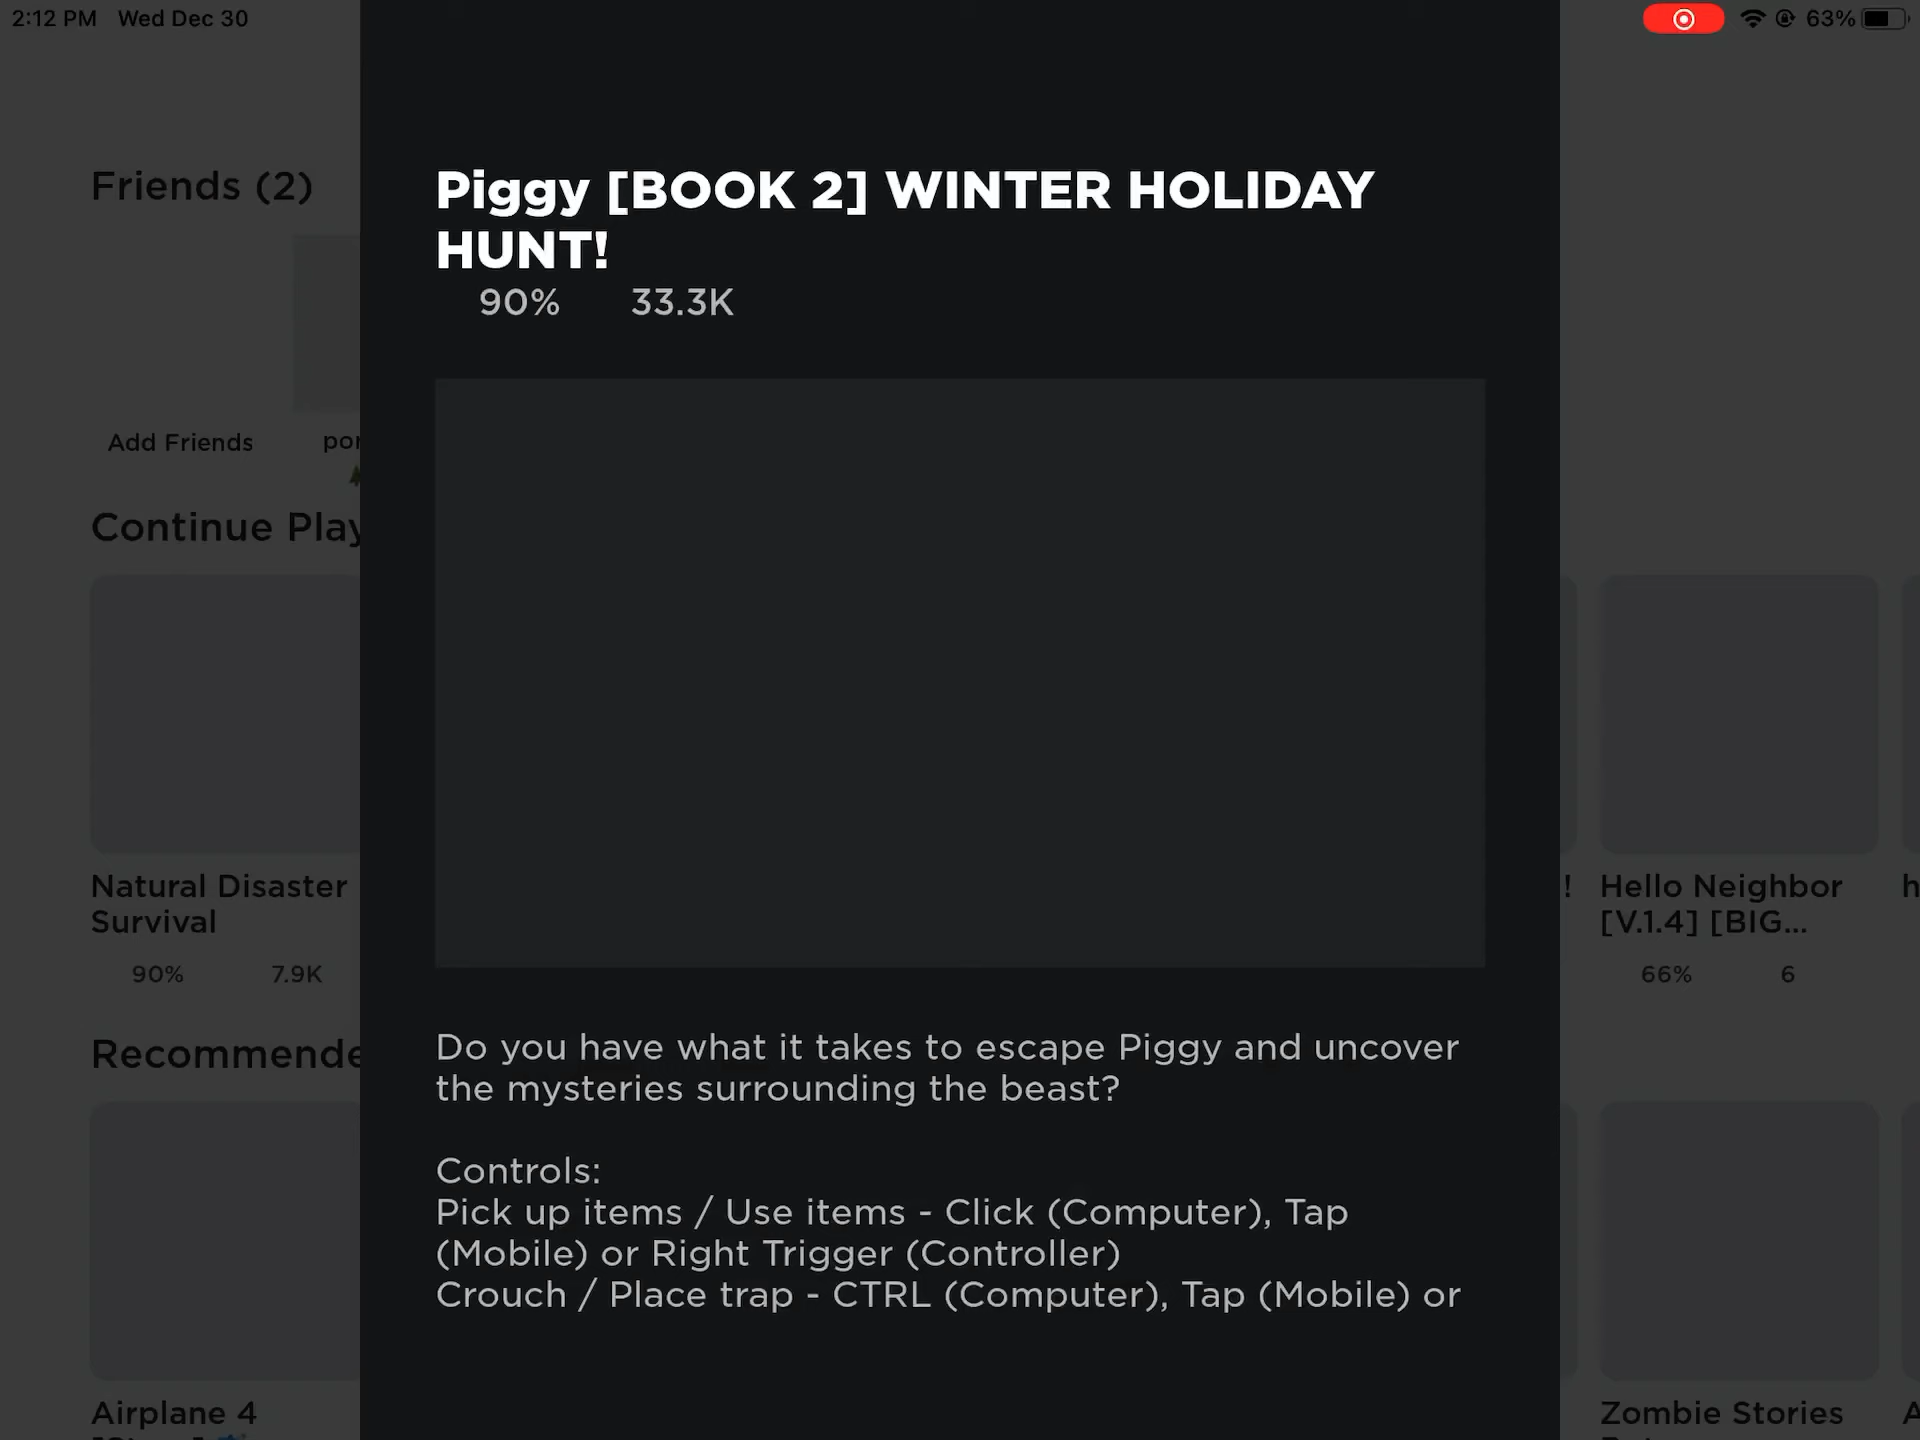 2:12 PM Wed Dec 30
63%
Friends (2)
Add Friends
Continue Play
Natural Disaster
Survival
90% 7.9K
Recommende
Airplane 4
Piggy [BOOK 2] WINTER HOLIDAY
HUNT!
90% 33.3K
Do you have what it takes to escape Piggy and uncover
the mysteries surrounding the beast?
Controls:
Pick up items / Use items - Click (Computer), Tap
(Mobile) or Right Trigger (Controller)
Crouch / Place trap - CTRL (Computer), Tap (Mobile) or
!
Hello Neighbor
[V.1.4] [BIG...
66% 6
Zombie Stories